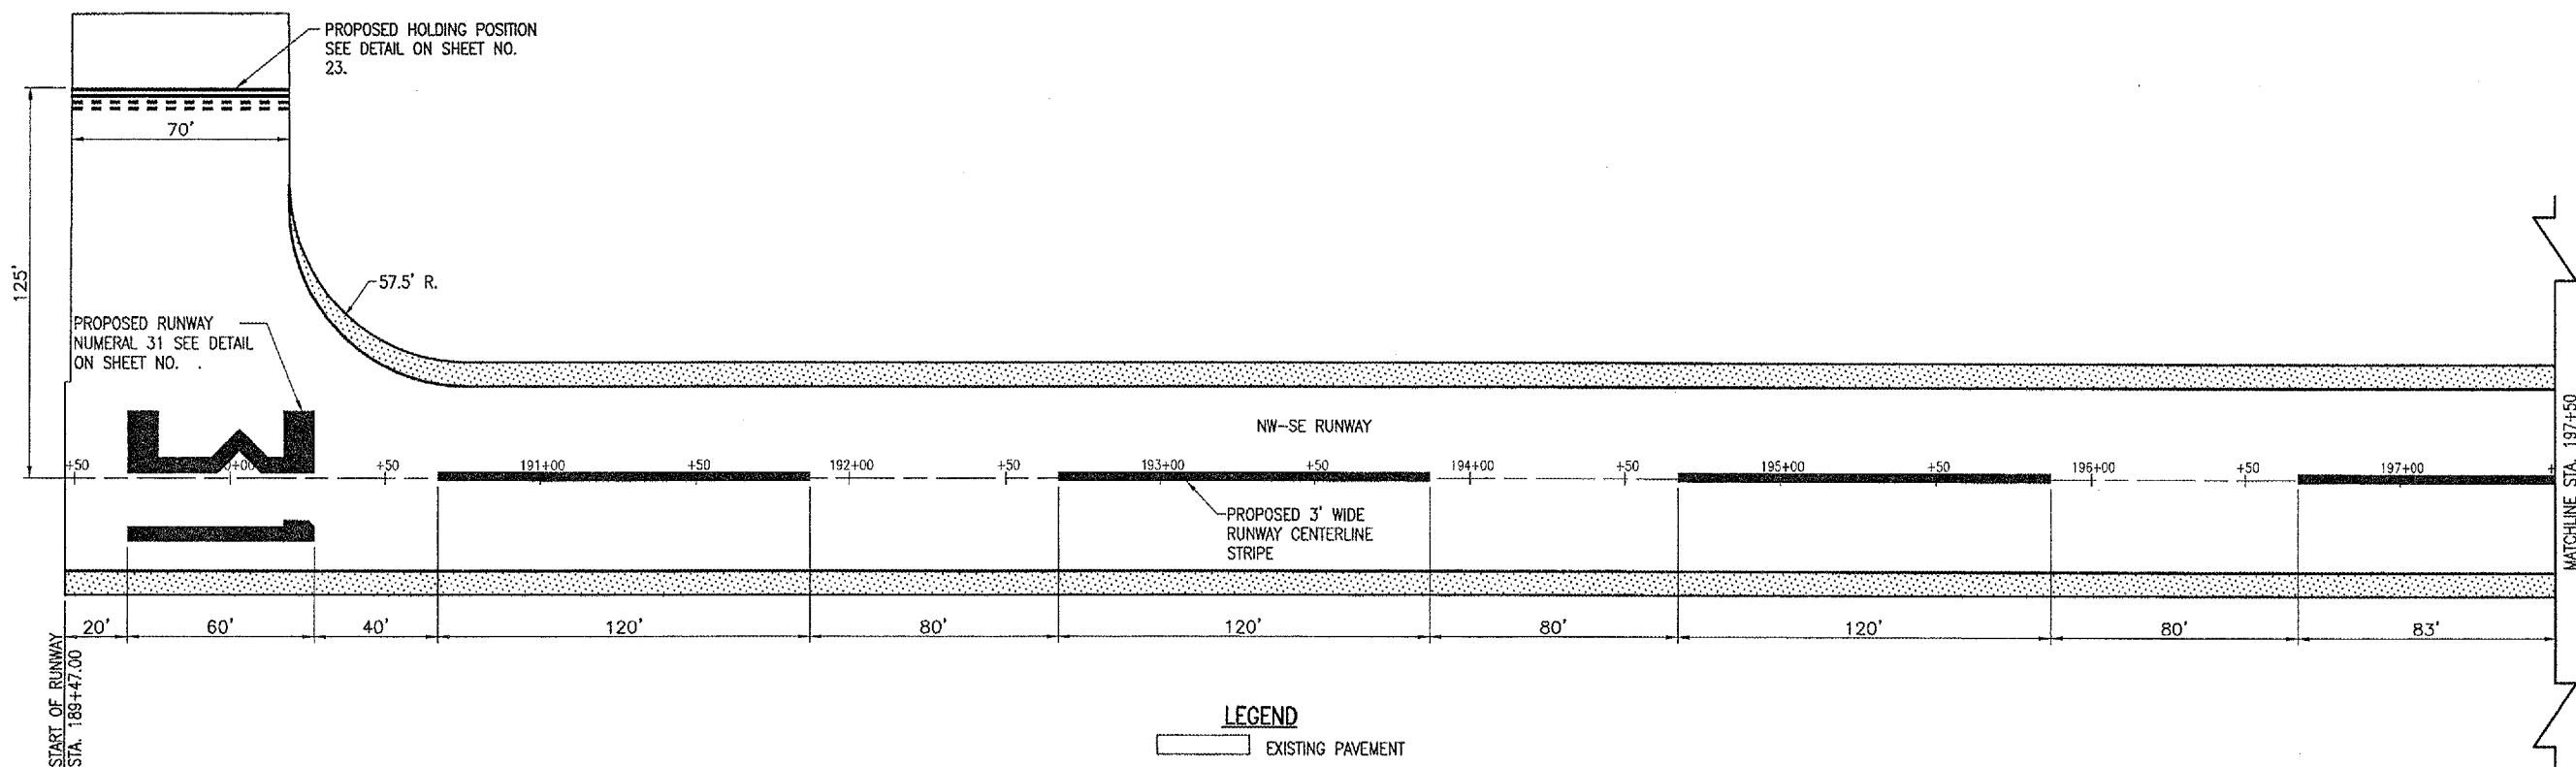 PROPOSED HOLDING POSITION
SEE DETAIL ON SHEET NO.
23.
70'
125'
57.5' R.
PROPOSED RUNWAY
NUMERAL 31 SEE DETAIL
ON SHEET NO. .
NW-SE RUNWAY
+50 0+00 +50 191+00 +50 192+00 +50 193+00 +50 194+00 +50 195+00 +50 196+00 +50 197+00 +
PROPOSED 3' WIDE
RUNWAY CENTERLINE
STRIPE
MATCHLINE STA. 197+50
20' 60' 40' 120' 80' 120' 80' 120' 80' 83'
START OF RUNWAY
STA. 189+47.00
LEGEND
EXISTING PAVEMENT